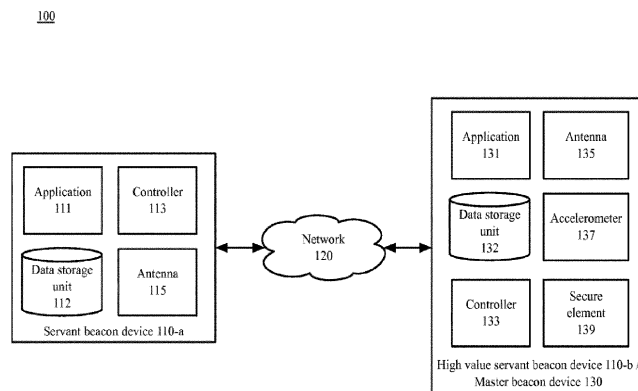 100
Application
111
Controller
113
Data storage
unit
112
Antenna
115
Servant beacon device 110-a
Network
120
Application
131
Antenna
135
Data storage
unit
132
Accelerometer
137
Controller
133
Secure
element
139
High value servant beacon device 110-b /
Master beacon device 130